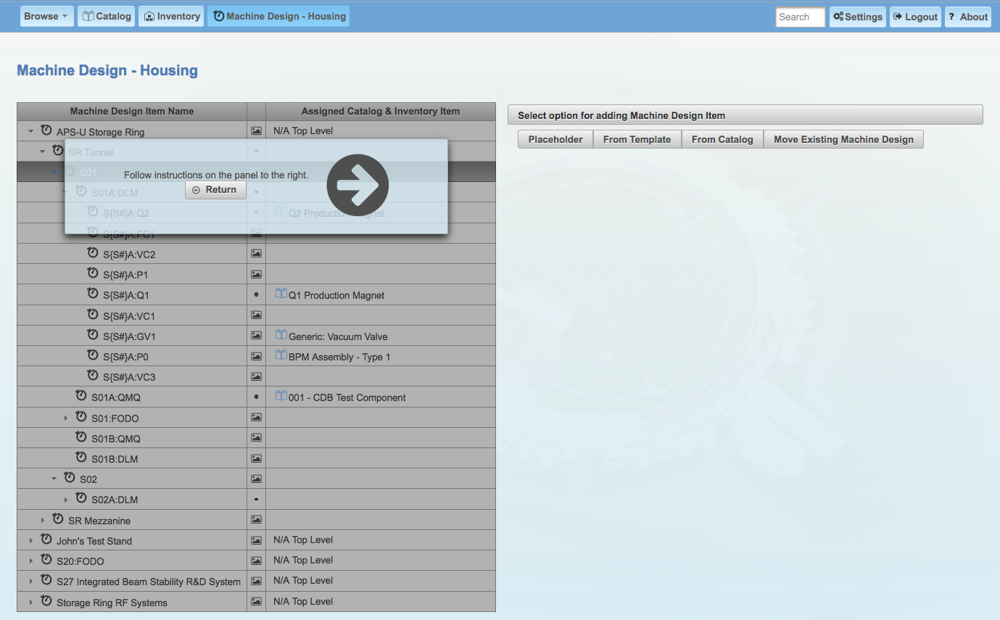 Browse Catalog Inventory Machine Design - Housing Search Settings Logout ? About
Machine Design - Housing
Machine Design Item Name Assigned Catalog & Inventory Item
APS-U Storage Ring N/A Top Level
SR Tunnel
S01
S01A:DLM
S{S#}A:Q2 Q2 Production Magnet
S{S#}A:FC1
S{S#}A:VC2
S{S#}A:P1
S{S#}A:Q1 Q1 Production Magnet
S{S#}A:VC1
S{S#}A:GV1 Generic: Vacuum Valve
S{S#}A:P0 BPM Assembly - Type 1
S{S#}A:VC3
S01A:QMQ 001 - CDB Test Component
S01:FODO
S01B:QMQ
S01B:DLM
S02
S02A:DLM
SR Mezzanine
John's Test Stand N/A Top Level
S20:FODO N/A Top Level
S27 Integrated Beam Stability R&D System N/A Top Level
Storage Ring RF Systems N/A Top Level
Follow instructions on the panel to the right.
Return
Select option for adding Machine Design Item
Placeholder From Template From Catalog Move Existing Machine Design